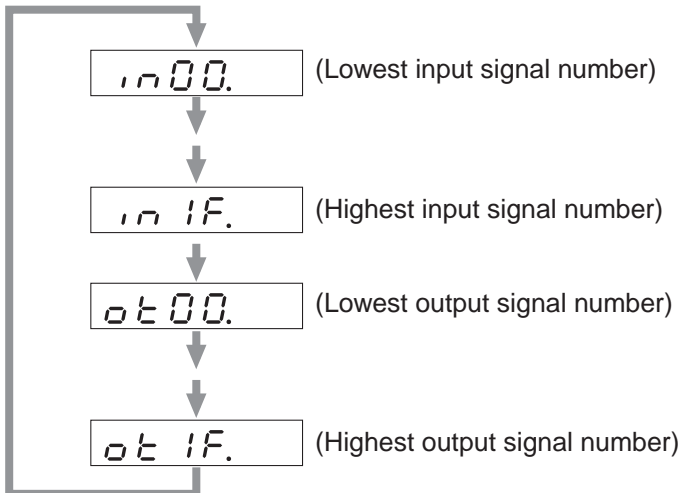 in00. (Lowest input signal number)
in1F. (Highest input signal number)
ot00. (Lowest output signal number)
ot1F. (Highest output signal number)